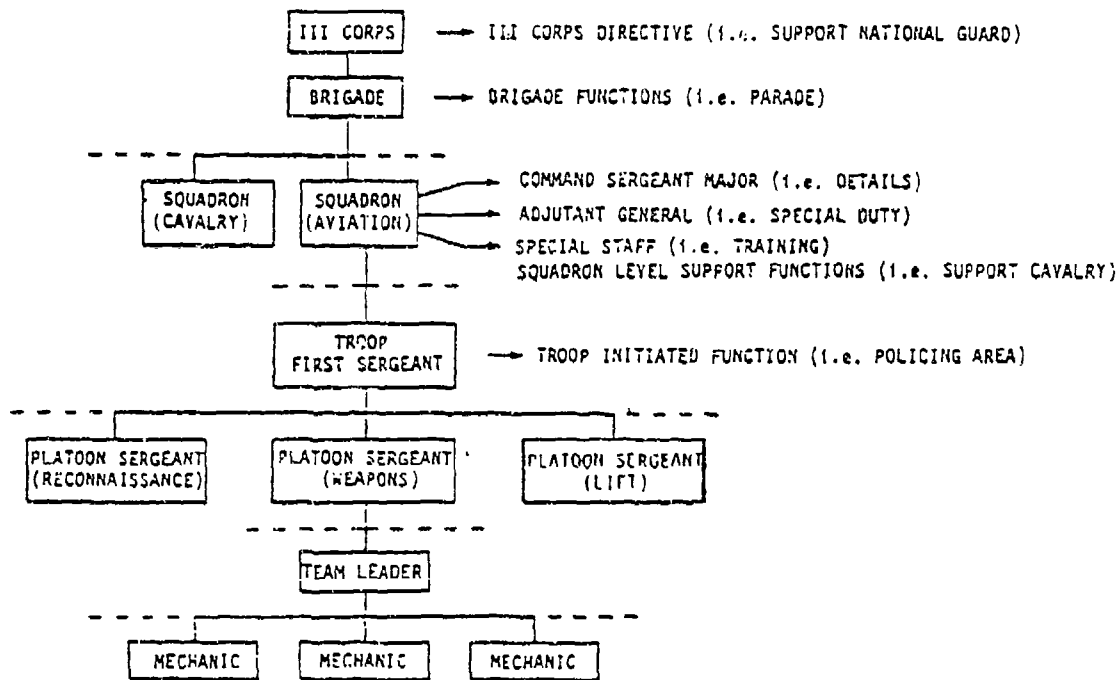 III CORPS
III CORPS DIRECTIVE (i.e. SUPPORT NATIONAL GUARD)
BRIGADE
BRIGADE FUNCTIONS (i.e. PARADE)
SQUADRON
(CAVALRY)
SQUADRON
(AVIATION)
COMMAND SERGEANT MAJOR (i.e. DETAILS)
ADJUTANT GENERAL (i.e. SPECIAL DUTY)
SPECIAL STAFF (i.e. TRAINING)
SQUADRON LEVEL SUPPORT FUNCTIONS (i.e. SUPPORT CAVALRY)
TROOP
FIRST SERGEANT
TROOP INITIATED FUNCTION (i.e. POLICING AREA)
PLATOON SERGEANT
(RECONNAISSANCE)
PLATOON SERGEANT
(WEAPONS)
PLATOON SERGEANT
(LIFT)
TEAM LEADER
MECHANIC
MECHANIC
MECHANIC